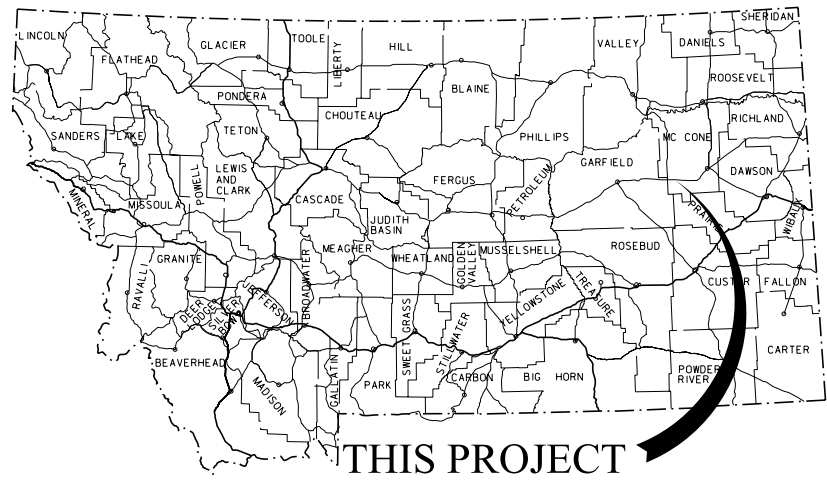 SHERIDAN
LINCOLN
GLACIER
TOOLE
LIBERTY
HILL
VALLEY
DANIELS
FLATHEAD
ROOSEVELT
PONDERA
BLAINE
CHOUTEAU
RICHLAND
SANDERS
LAKE
TETON
PHILLIPS
MC CONE
GARFIELD
DAWSON
POWELL
LEWIS
AND
CLARK
FERGUS
PETROLEUM
CASCADE
MINERAL
MISSOULA
PRAIRIE
WIBAUX
JUDITH
BASIN
MEAGHER
WHEATLAND
GOLDEN
VALLEY
MUSSELSHELL
ROSEBUD
GRANITE
RAVALLI
BROADWATER
JEFFERSON
YELLOWSTONE
TREASURE
CUSTER
FALLON
DEER
LODGE
SILVER
BOW
SWEET GRASS
STILLWATER
CARTER
BEAVERHEAD
MADISON
GALLATIN
PARK
CARBON
BIG HORN
POWDER
RIVER
THIS PROJECT